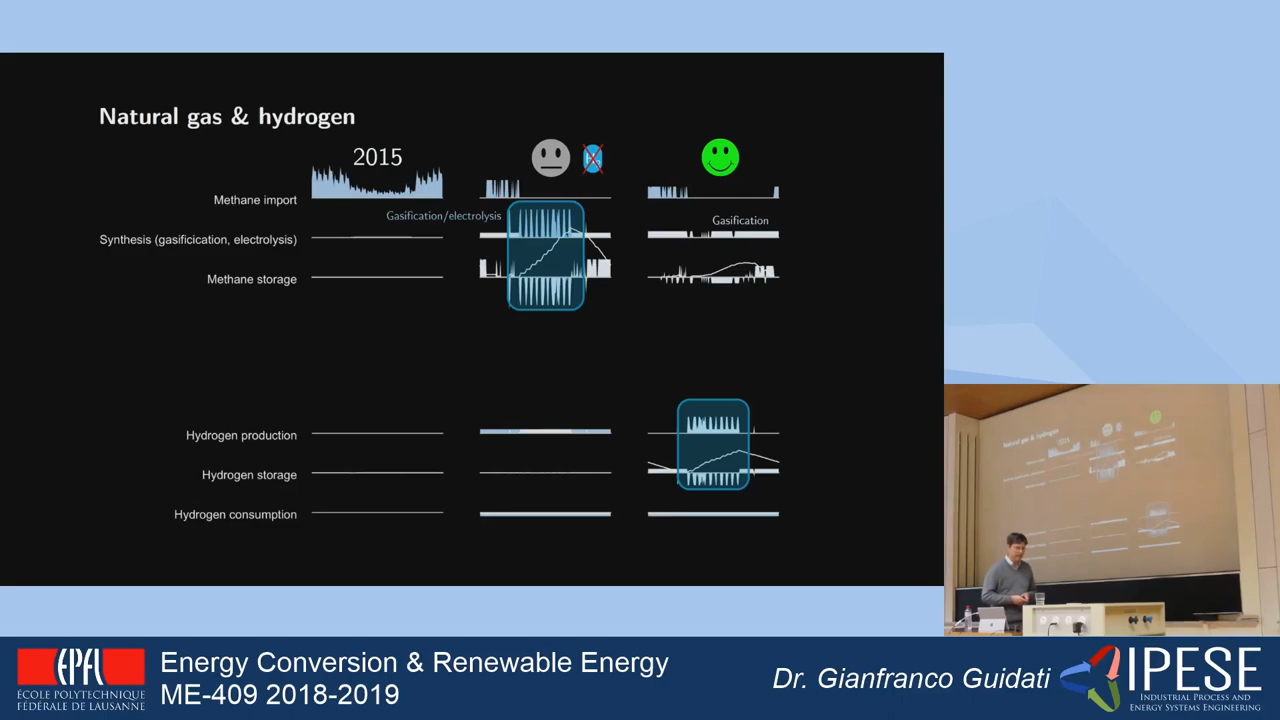 Natural gas & hydrogen
2015
Methane import
Gasification/electrolysis
Gasification
Synthesis (gasificication, electrolysis)
Methane storage
Hydrogen production
Hydrogen storage
Hydrogen consumption
EPFL
ÉCOLE POLYTECHNIQUE
FÉDÉRALE DE LAUSANNE
Energy Conversion & Renewable Energy
ME-409 2018-2019
Dr. Gianfranco Guidati
IPESE
INDUSTRIAL PROCESS AND
ENERGY SYSTEMS ENGINEERING